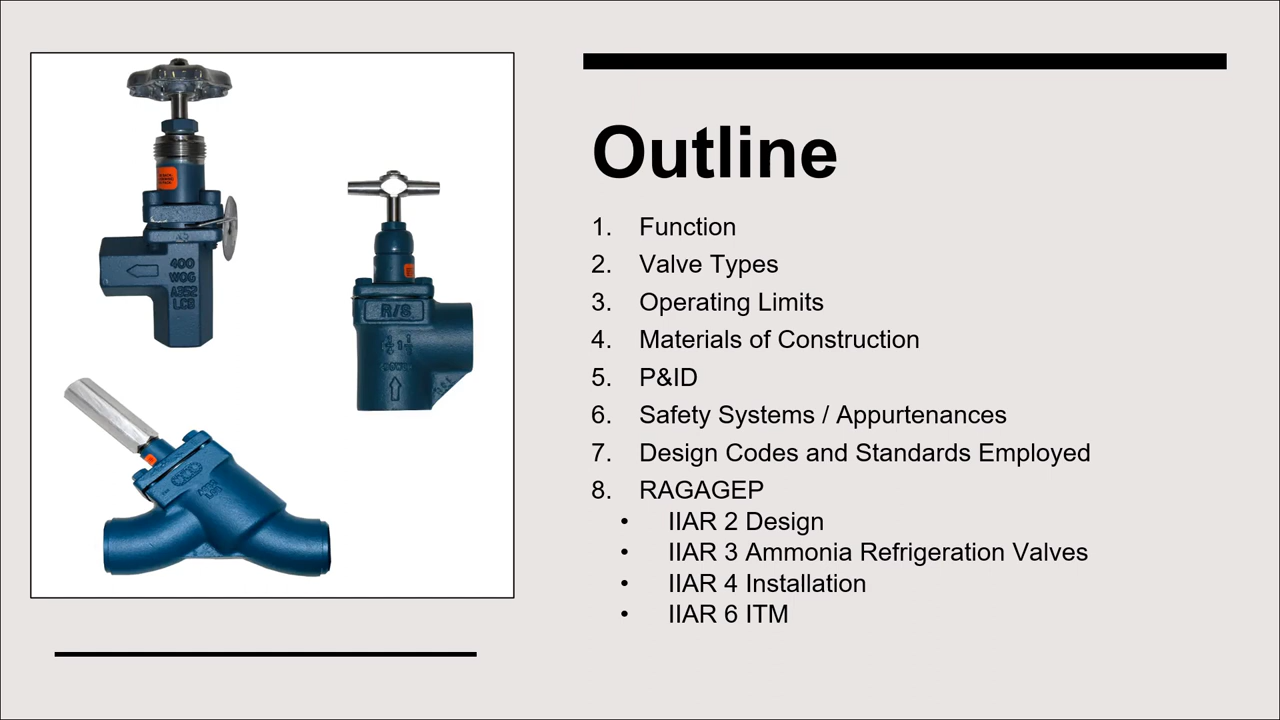 Outline
1. Function
2. Valve Types
3. Operating Limits
4. Materials of Construction
5. P&ID
6. Safety Systems / Appurtenances
7. Design Codes and Standards Employed
8. RAGAGEP
• IIAR 2 Design
• IIAR 3 Ammonia Refrigeration Valves
• IIAR 4 Installation
• IIAR 6 ITM
400
WOG
A352
LCB
R/S